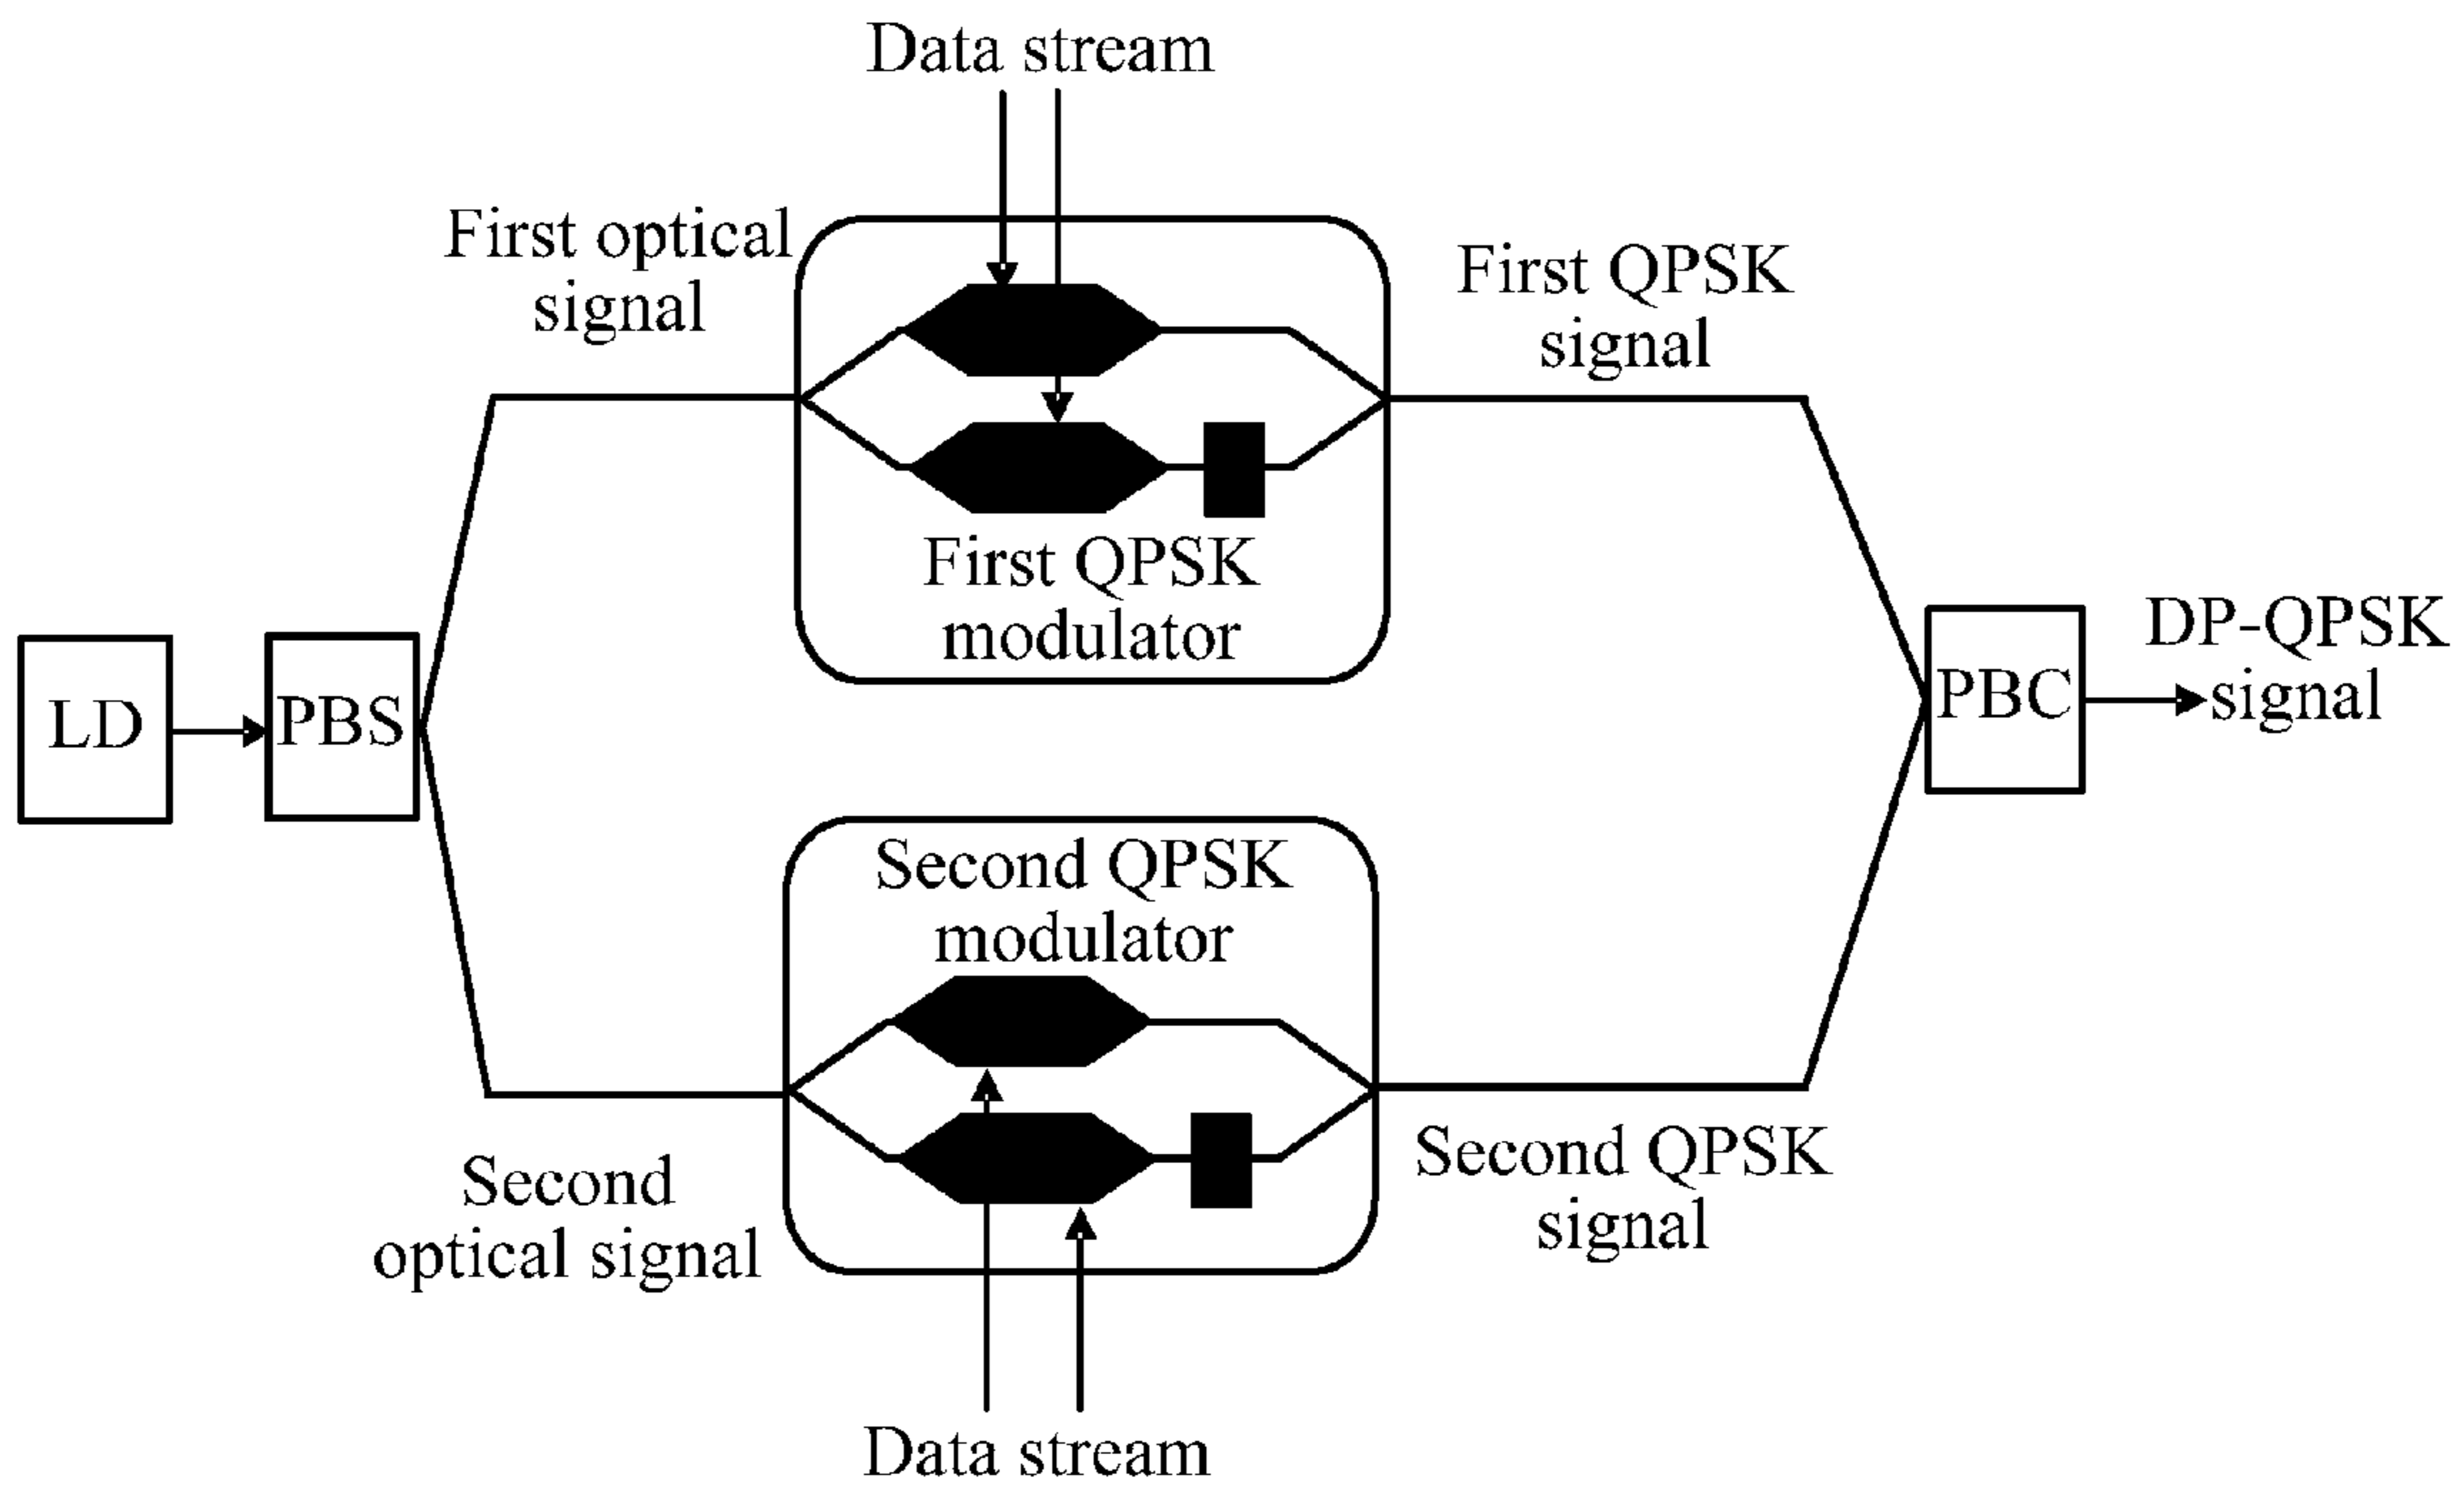 Data stream
First optical
signal
First QPSK
signal
First QPSK
modulator
LD
PBS
PBC
DP-QPSK
signal
Second QPSK
modulator
Second
optical signal
Second QPSK
signal
Data stream